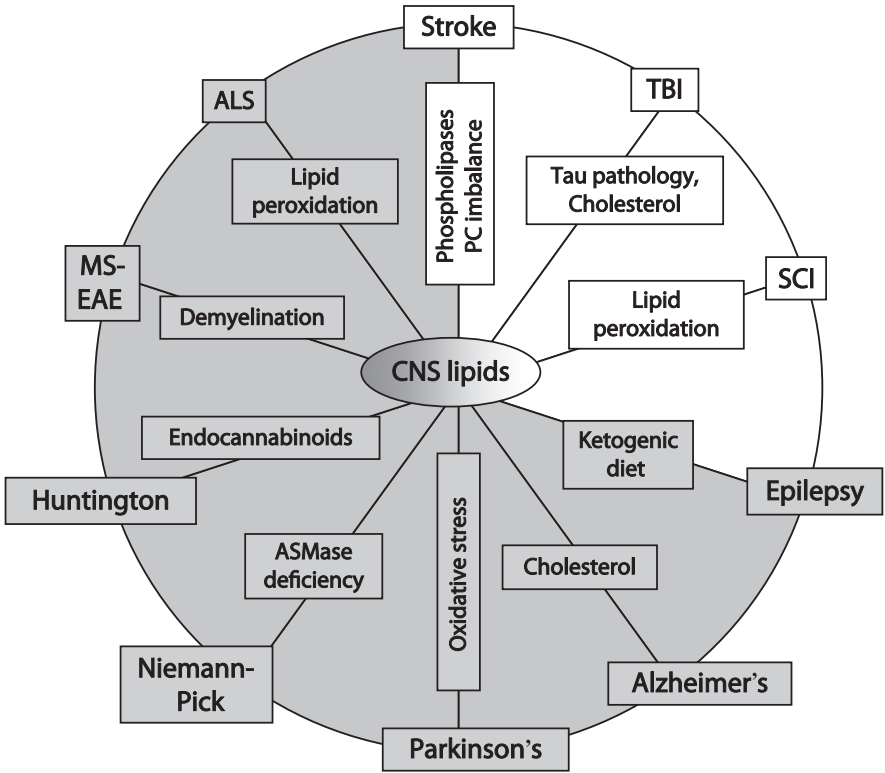 Stroke
TBI
ALS
Phospholipases
PC imbalance
Lipid
peroxidation
Tau pathology,
Cholesterol
MS-
EAE
SCI
Demyelination
Lipid
peroxidation
CNS lipids
Endocannabinoids
Ketogenic
diet
Huntington
Epilepsy
ASMase
deficiency
Oxidative stress
Cholesterol
Niemann-
Pick
Alzheimer's
Parkinson's